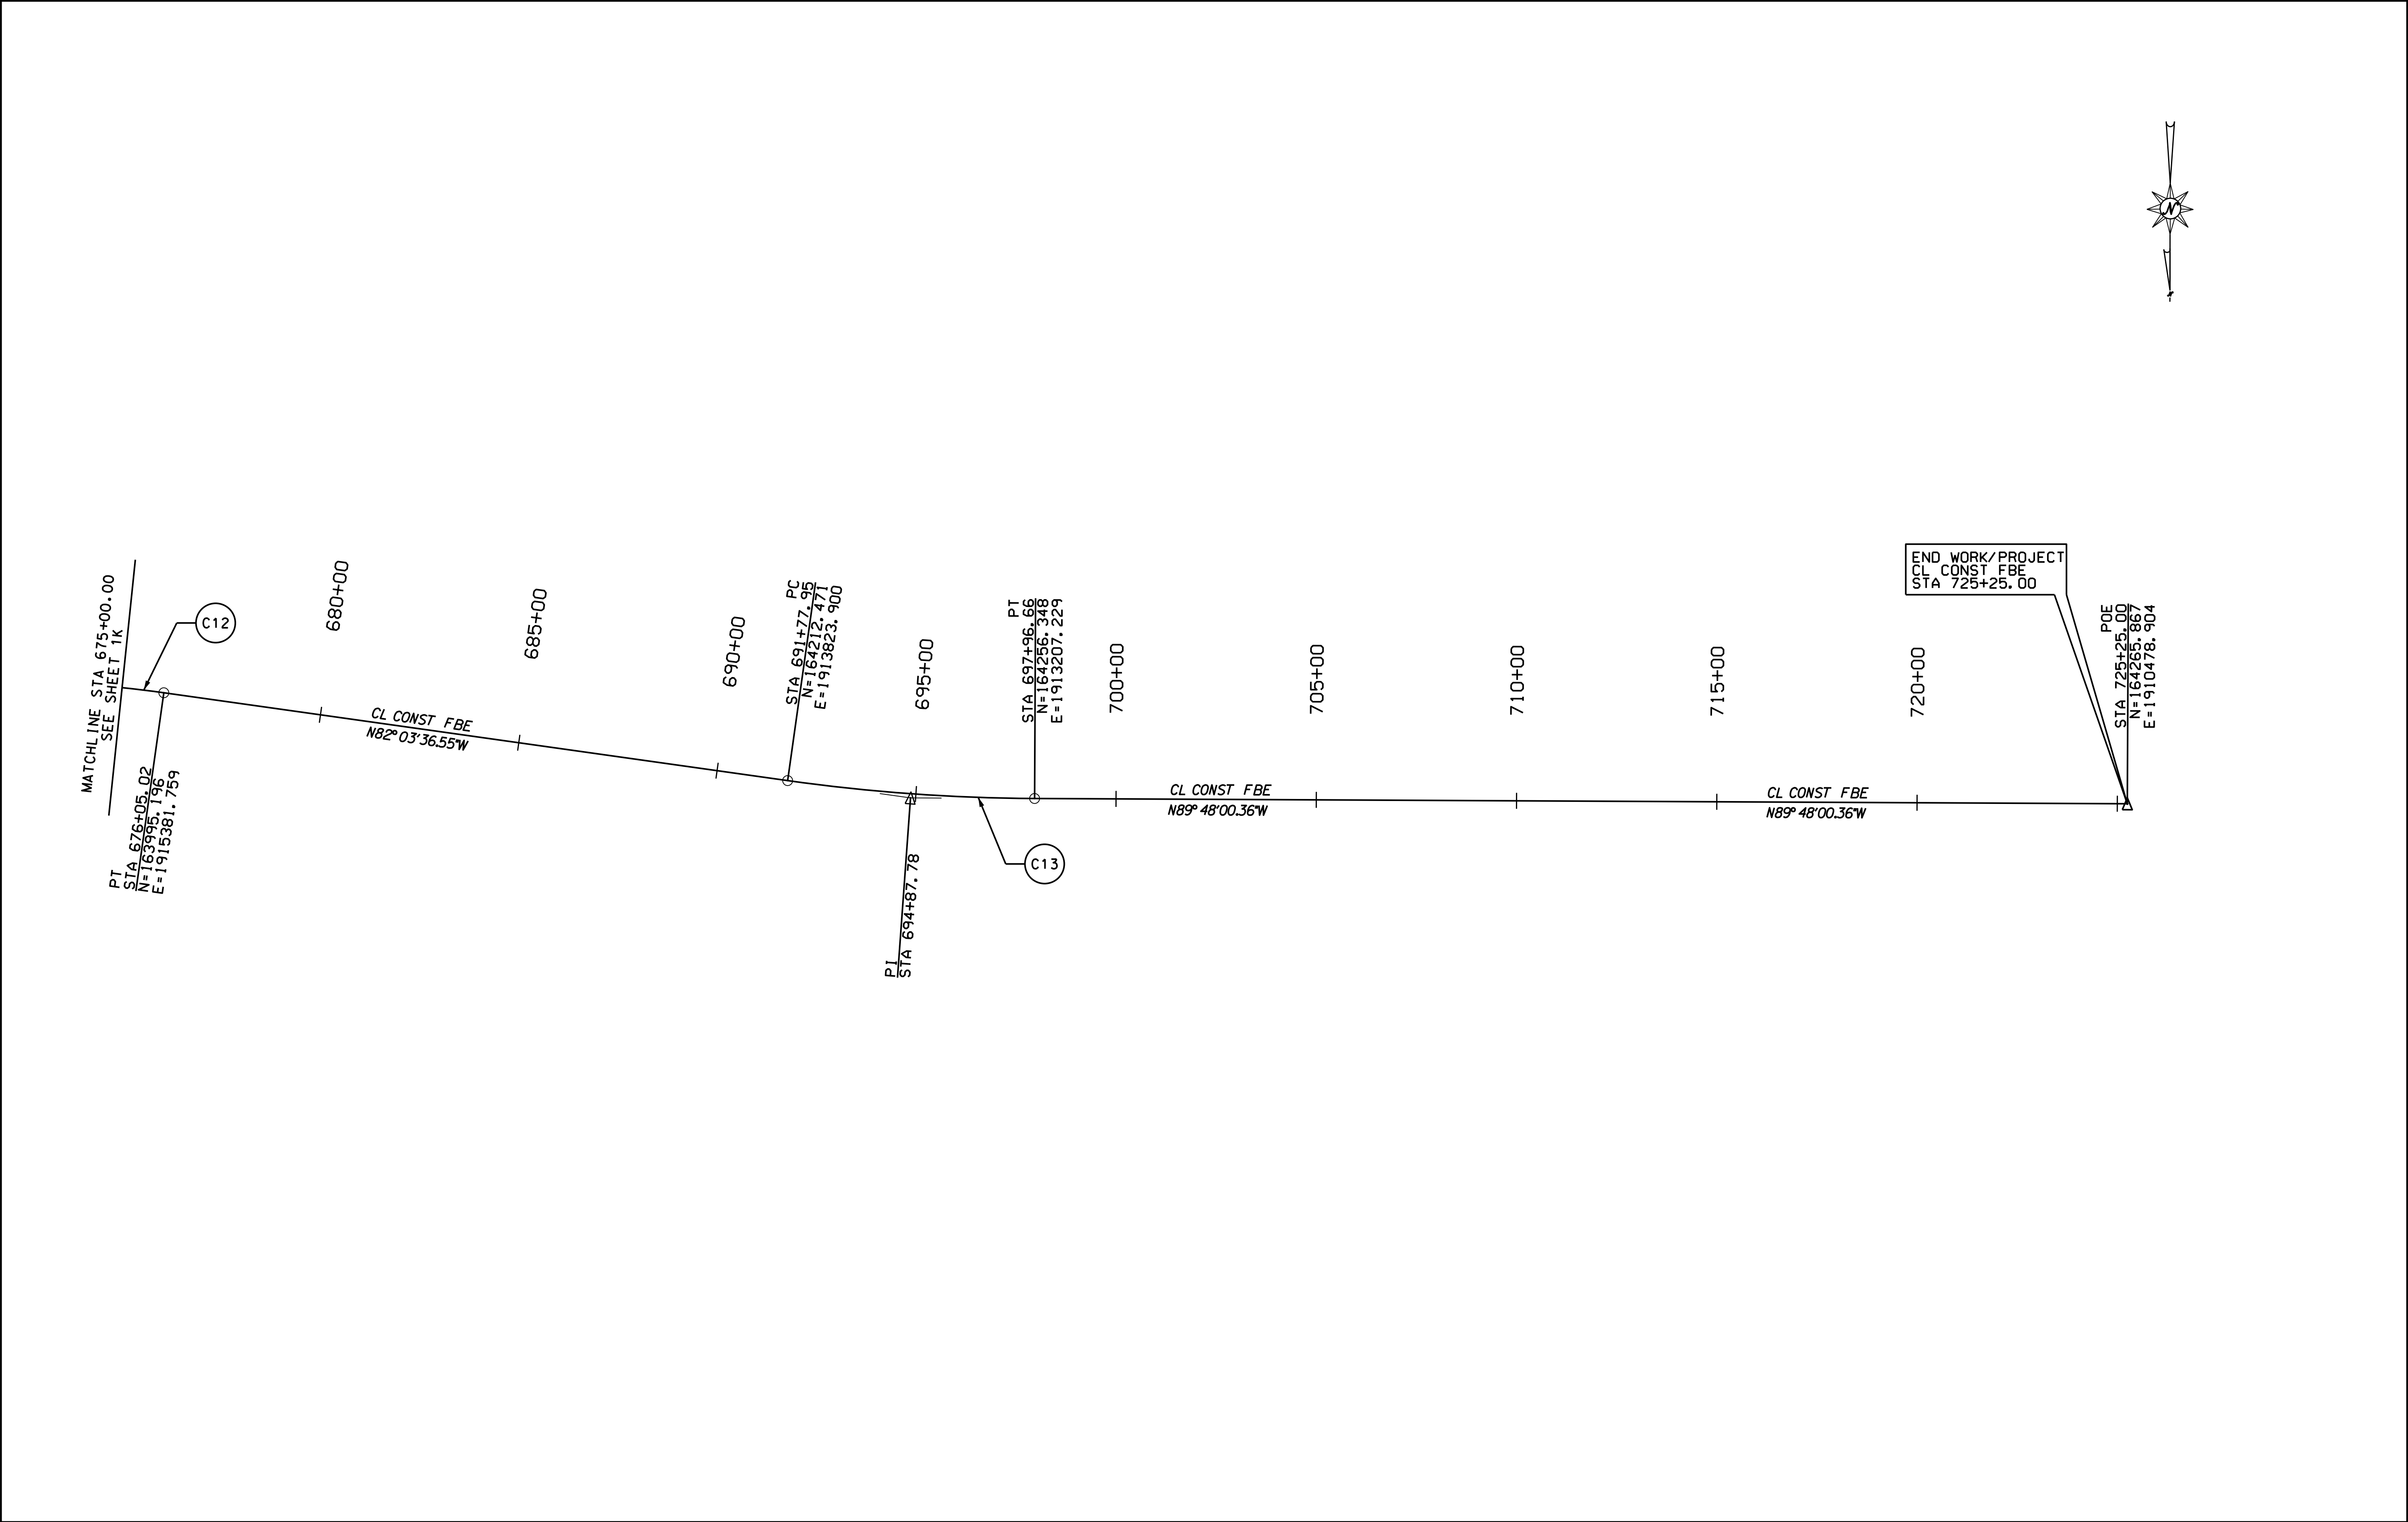 N
END WORK/PROJECT
CL CONST FBE
STA 725+25.00
MATCHLINE STA 675+00.00
SEE SHEET 1K
C12
PT
STA 676+05.02
N=163995.196
E=1915381.759
680+00
CL CONST FBE
N82°03'36.55"W
685+00
690+00
PC
STA 691+77.95
N=164212.471
E=1913823.900
695+00
PI
STA 694+87.78
C13
PT
STA 697+96.66
N=164256.348
E=1913207.229
700+00
CL CONST FBE
N89°48'00.36"W
705+00
710+00
715+00
CL CONST FBE
N89°48'00.36"W
720+00
POE
STA 725+25.00
N=164265.867
E=1910478.904